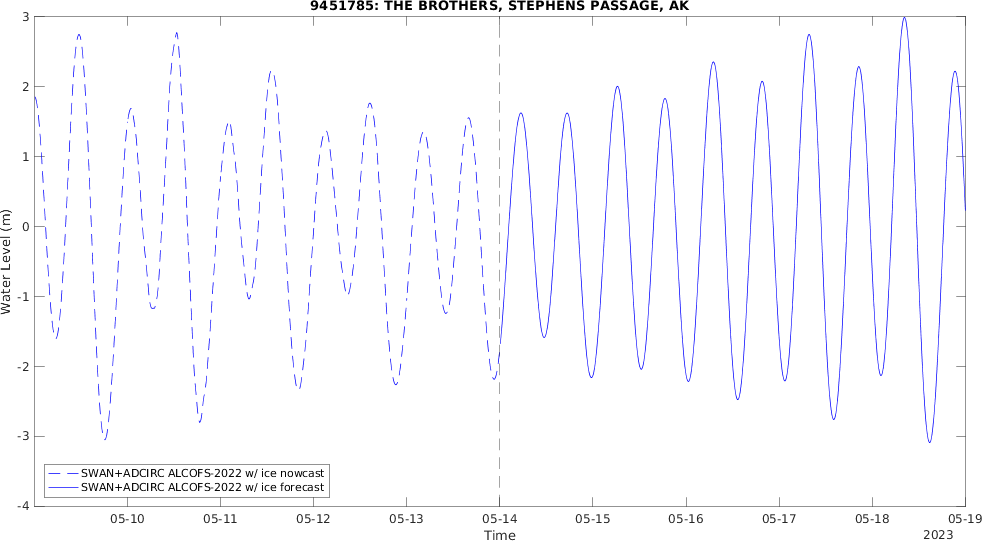 9451785: THE BROTHERS, STEPHENS PASSAGE, AK
3
2
1
0
-1
-2
-3
-4
Water Level (m)
SWAN+ADCIRC ALCOFS-2022 w/ ice nowcast
SWAN+ADCIRC ALCOFS-2022 w/ ice forecast
05-10 05-11 05-12 05-13 05-14 05-15 05-16 05-17 05-18 05-19
Time
2023